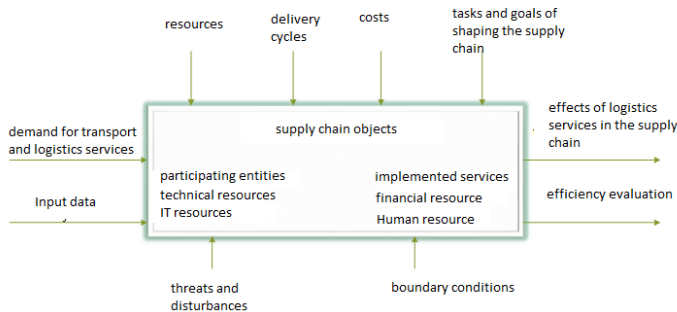 resources
delivery
cycles
costs
tasks and goals of
shaping the supply
chain
demand for transport
and logistics services
Input data
supply chain objects
participating entities
technical resources
IT resources
implemented services
financial resource
Human resource
effects of logistics
services in the supply
chain
efficiency evaluation
threats and
disturbances
boundary conditions